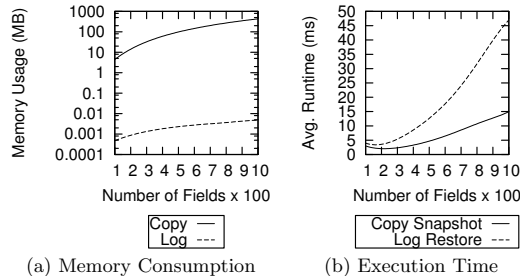 Memory Usage (MB)
1000
100
10
1
0.1
0.01
0.001
0.0001
1 2 3 4 5 6 7 8 9 10
Number of Fields x 100
Copy
Log
(a) Memory Consumption
Avg. Runtime (ms)
50
45
40
35
30
25
20
15
10
5
0
1 2 3 4 5 6 7 8 9 10
Number of Fields x 100
Copy Snapshot
Log Restore
(b) Execution Time